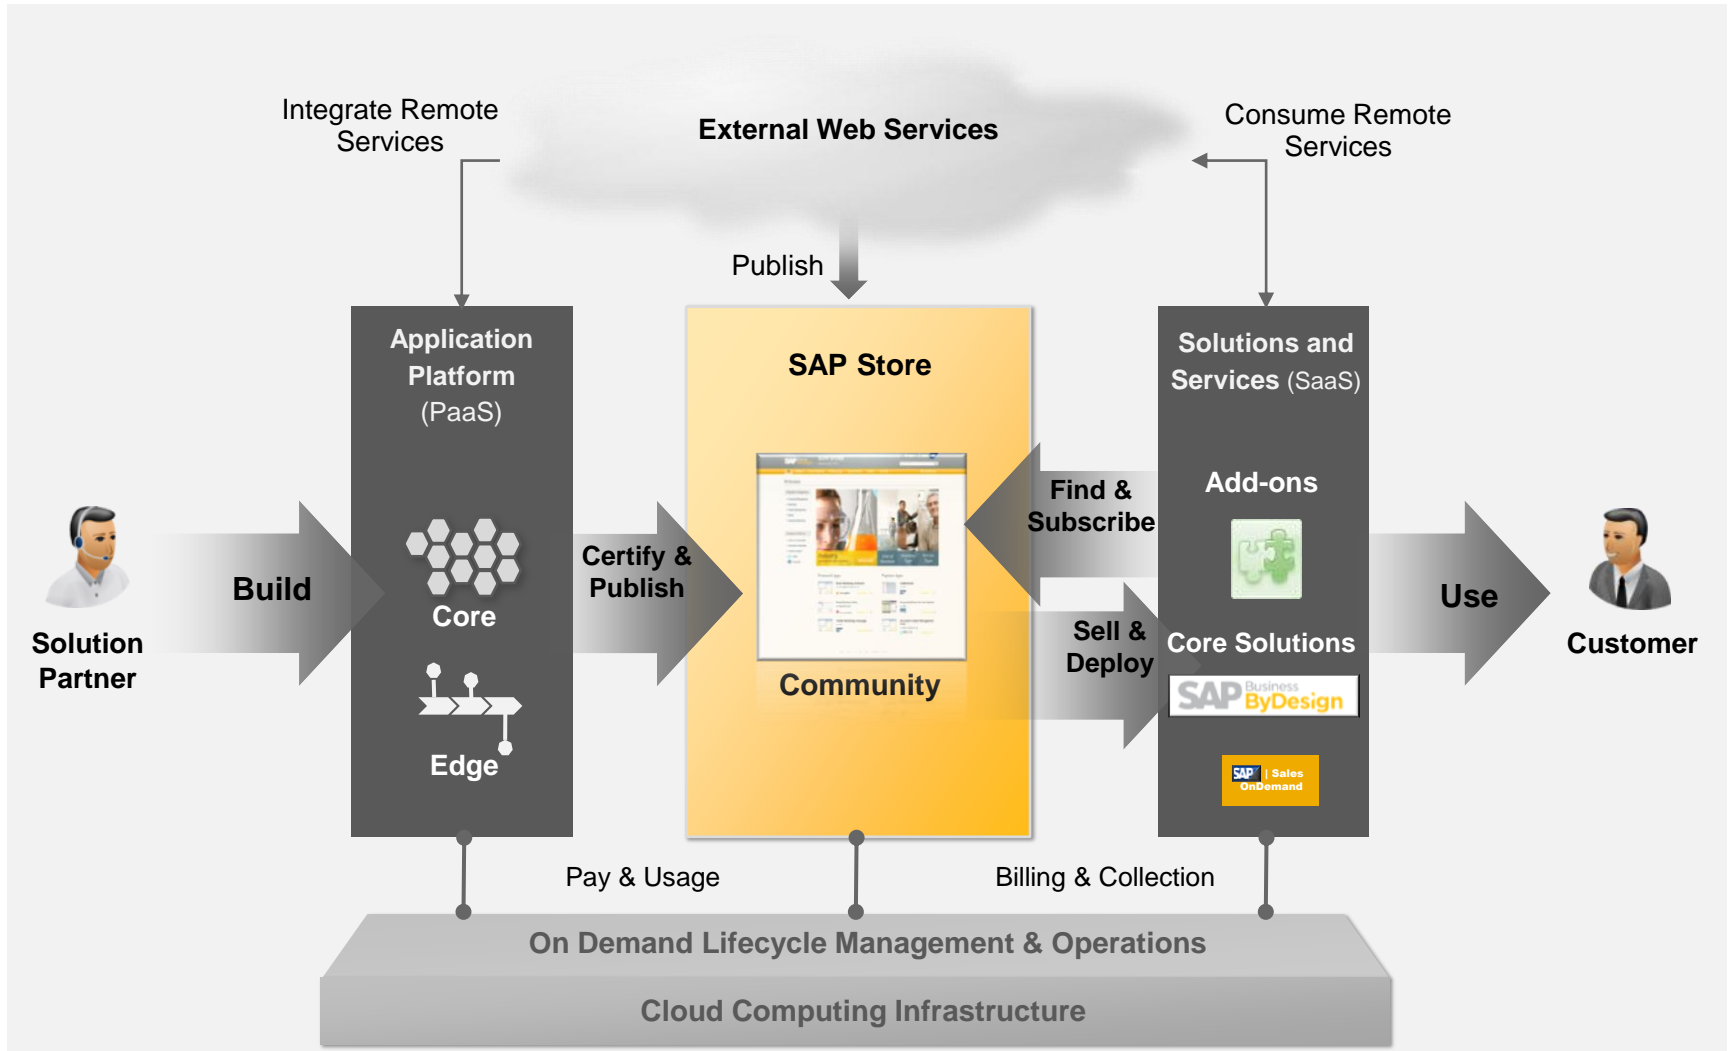 Integrate Remote
Services
External Web Services
Consume Remote
Services
Publish
Application
Platform
(PaaS)
Core
Edge
SAP Store
Community
Solutions and
Services (SaaS)
Add-ons
Core Solutions
SAP Business
ByDesign
SAP | Sales
OnDemand
Solution
Partner
Build
Certify &
Publish
Find &
Subscribe
Sell &
Deploy
Use
Customer
Pay & Usage
Billing & Collection
On Demand Lifecycle Management & Operations
Cloud Computing Infrastructure